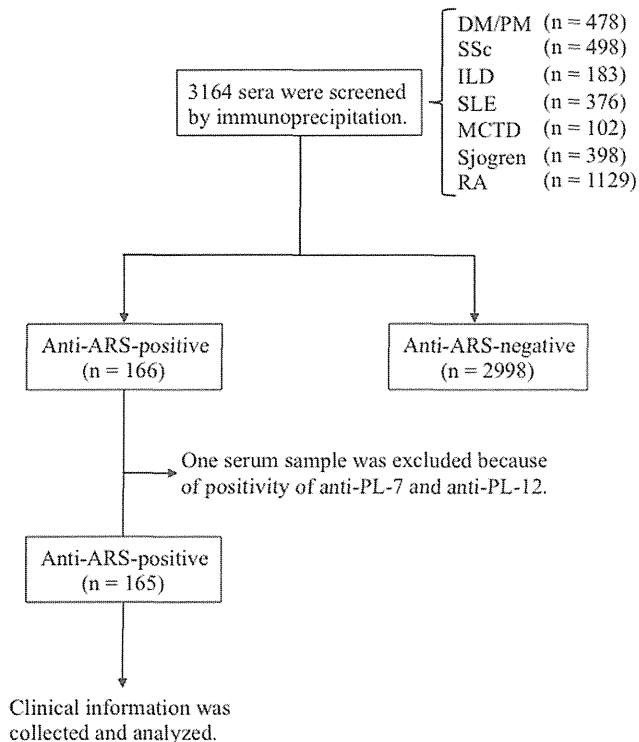 3164 sera were screened
by immunoprecipitation.
DM/PM (n = 478)
SSc (n = 498)
ILD (n = 183)
SLE (n = 376)
MCTD (n = 102)
Sjogren (n = 398)
RA (n = 1129)
Anti-ARS-positive
(n = 166)
Anti-ARS-negative
(n = 2998)
One serum sample was excluded because
of positivity of anti-PL-7 and anti-PL-12.
Anti-ARS-positive
(n = 165)
Clinical information was
collected and analyzed.